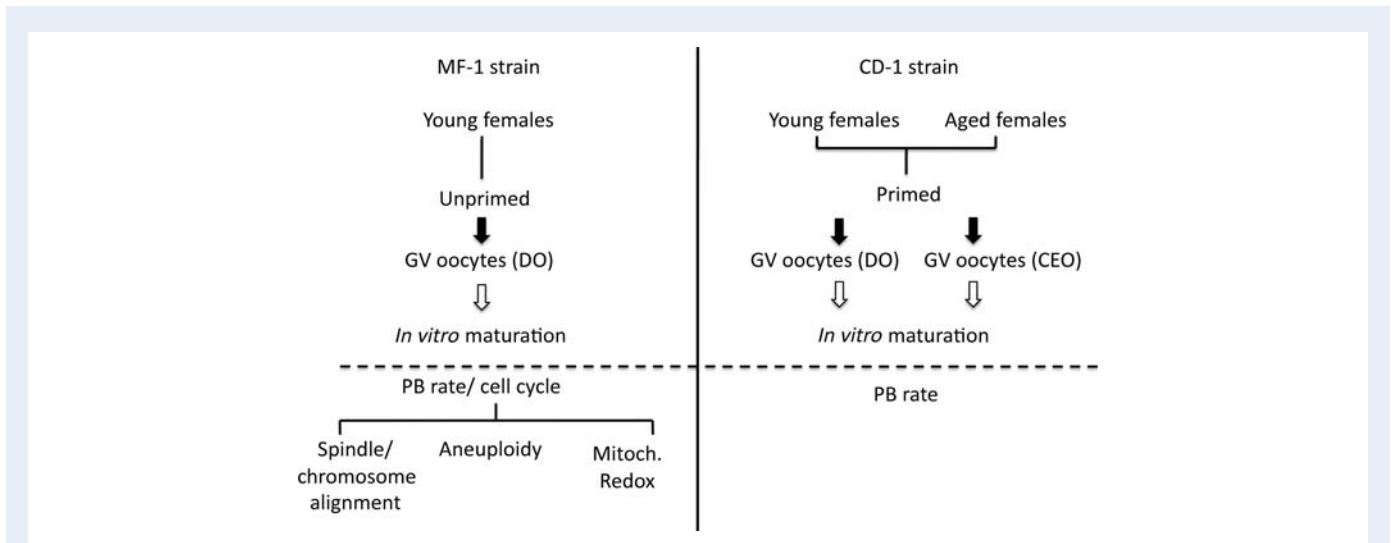 MF-1 strain
Young females
Unprimed
GV oocytes (DO)
In vitro maturation
PB rate/ cell cycle
Spindle/
chromosome
alignment
Aneuploidy
Mitoch.
Redox
CD-1 strain
Young females
Aged females
Primed
GV oocytes (DO)
GV oocytes (CEO)
In vitro maturation
PB rate